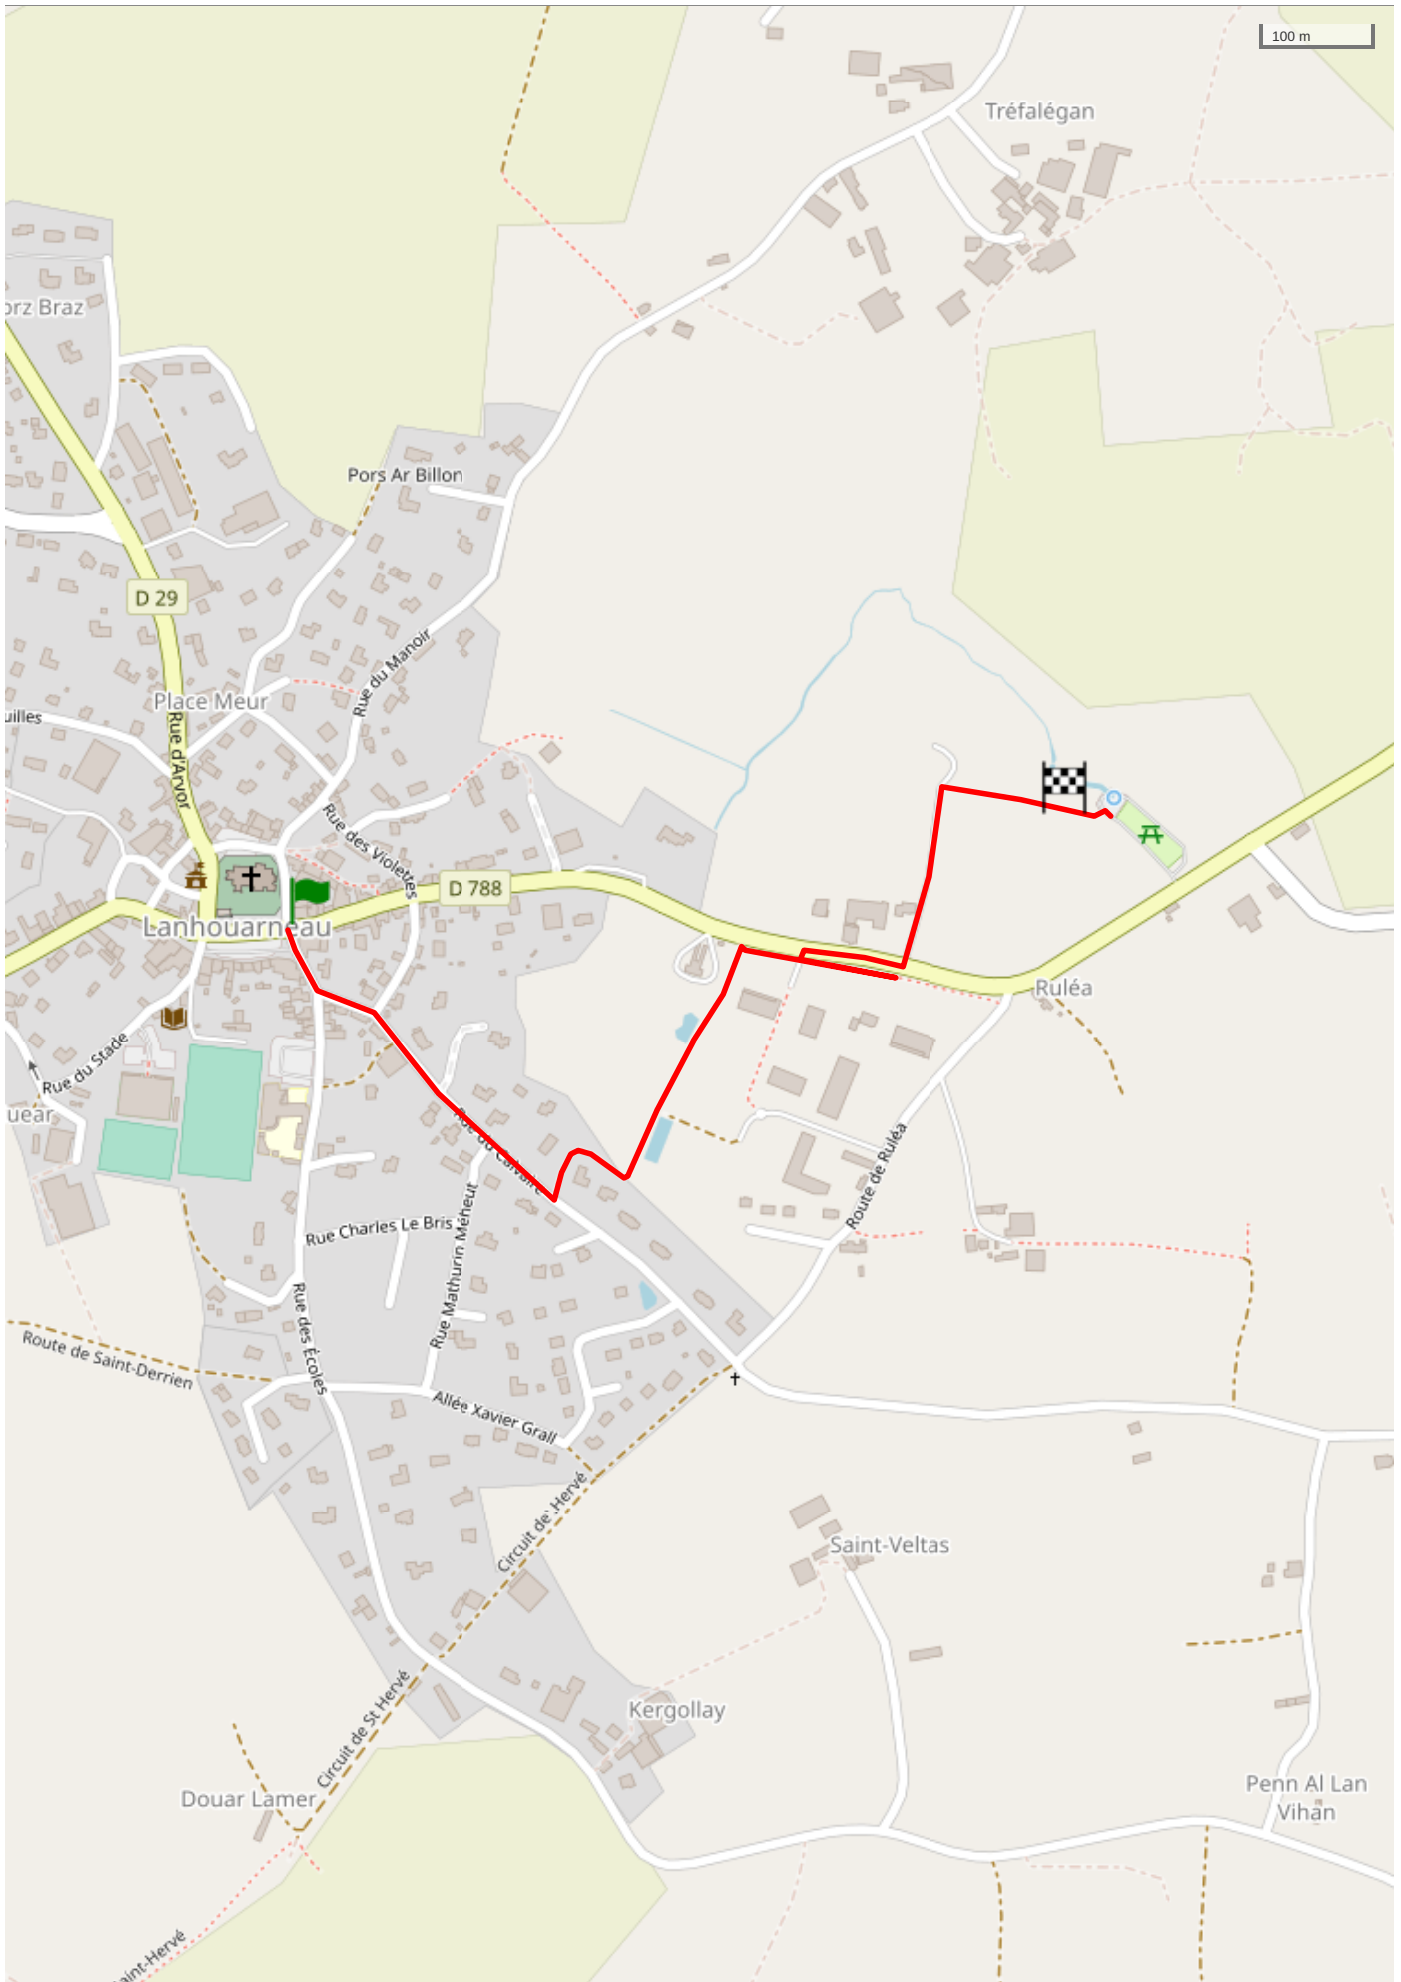 100 m
Tréfalégan
orz Braz
Pors Ar Billon
D 29
Rue du Manoir
Place Meur
uilles
Rue d'Arvor
Rue des Violettes
D 788
Lanhouarneau
Ruléa
Rue du Stade
uear
Rue du Calvaire
Route de Ruléa
Rue Charles Le Bris
Rue Mathurin Méneut
Rue des Écoles
Route de Saint-Derrien
Allée Xavier Grall
Circuit de St Hervé
Saint-Veltas
Circuit de St Hervé
Kergollay
Douar Lamer
Penn Al Lan
Vihan
aint-Hervé